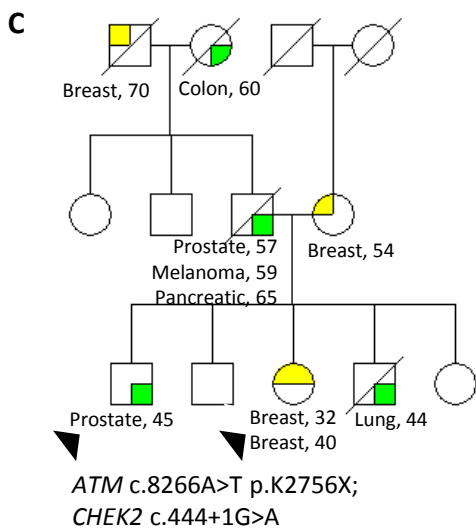 C
Breast, 70
Colon, 60
Prostate, 57
Melanoma, 59
Pancreatic, 65
Breast, 54
Prostate, 45
Breast, 32
Breast, 40
Lung, 44
ATM c.8266A>T p.K2756X;
CHEK2 c.444+1G>A